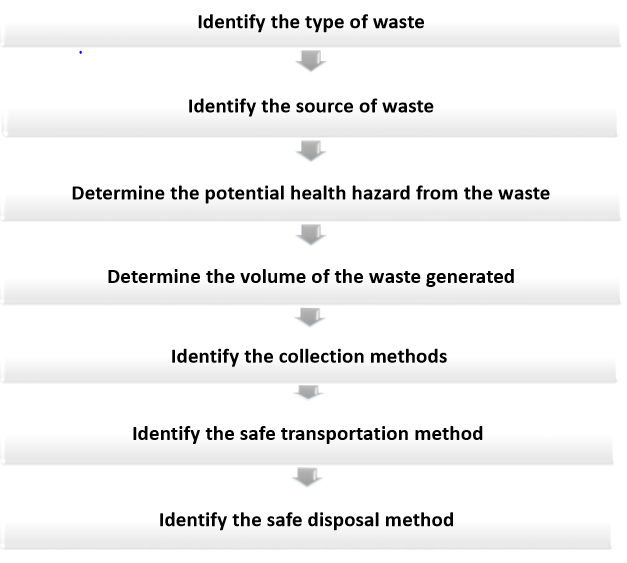 Identify the type of waste
Identify the source of waste
Determine the potential health hazard from the waste
Determine the volume of the waste generated
Identify the collection methods
Identify the safe transportation method
Identify the safe disposal method